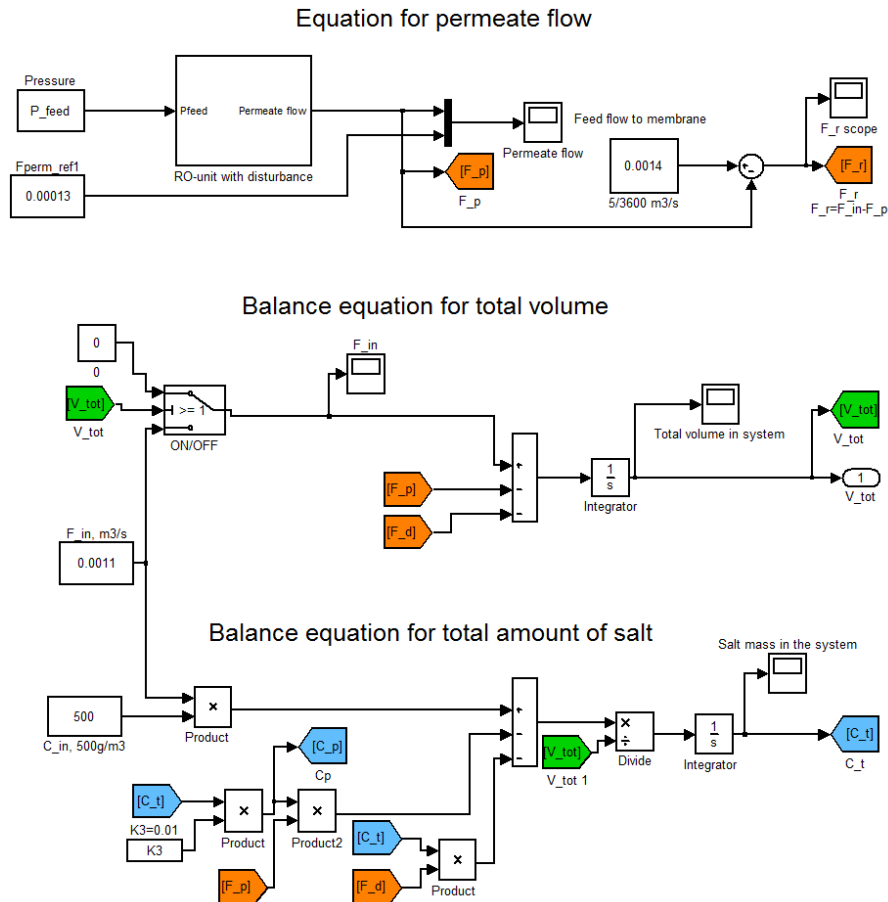 Equation for permeate flow
Pressure
P_feed
Pfeed
Permeate flow
RO-unit with disturbance
Fperm_ref1
0.00013
Permeate flow
[F_p]
F_p
Feed flow to membrane
0.0014
5/3600 m3/s
+
-
F_r scope
[F_r]
F_r
F_r=F_in-F_p
Balance equation for total volume
0
0
[V_tot]
V_tot
>= 1
ON/OFF
F_in
[F_p]
[F_d]
+
-
-
1
s
Integrator
Total volume in system
[V_tot]
V_tot
1
V_tot
F_in, m3/s
0.0011
Balance equation for total amount of salt
500
C_in, 500g/m3
×
Product
[C_p]
Cp
[C_t]
K3=0.01
K3
×
Product
×
Product2
[F_p]
[C_t]
[F_d]
×
Product
+
-
-
[V_tot]
V_tot 1
×
÷
Divide
1
s
Integrator
Salt mass in the system
[C_t]
C_t